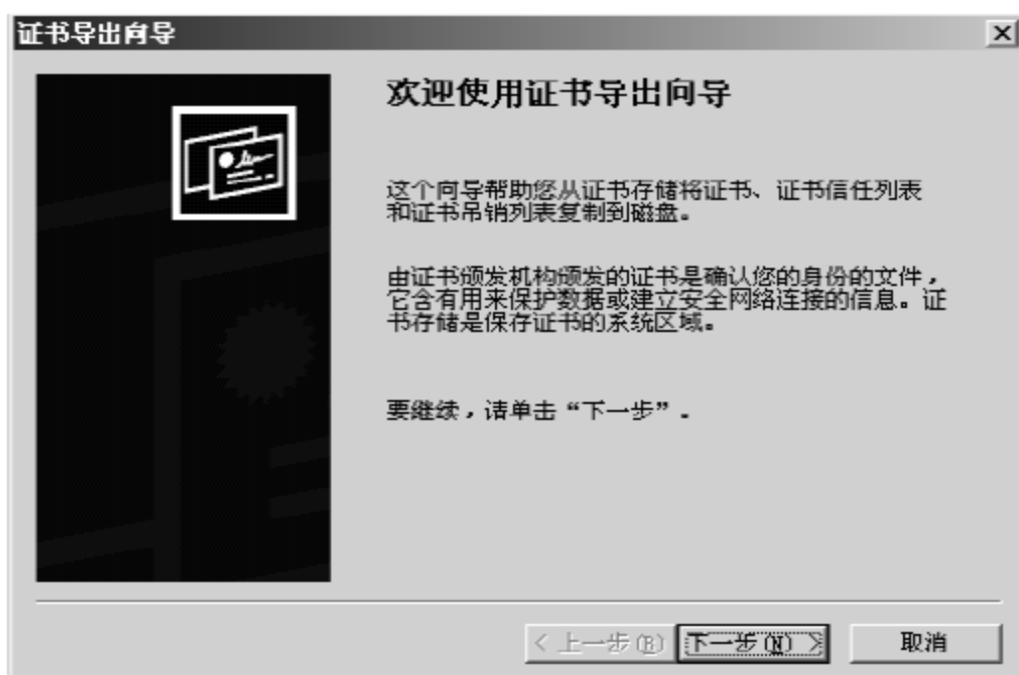 证书导出向导
欢迎使用证书导出向导
这个向导帮助您从证书存储将证书、证书信任列表
和证书吊销列表复制到磁盘。
由证书颁发机构颁发的证书是确认您的身份的文件，
它含有用来保护数据或建立安全网络连接的信息。证
书存储是保存证书的系统区域。
要继续，请单击“下一步”．
< 上一步(B) 下一步(N) > 取消